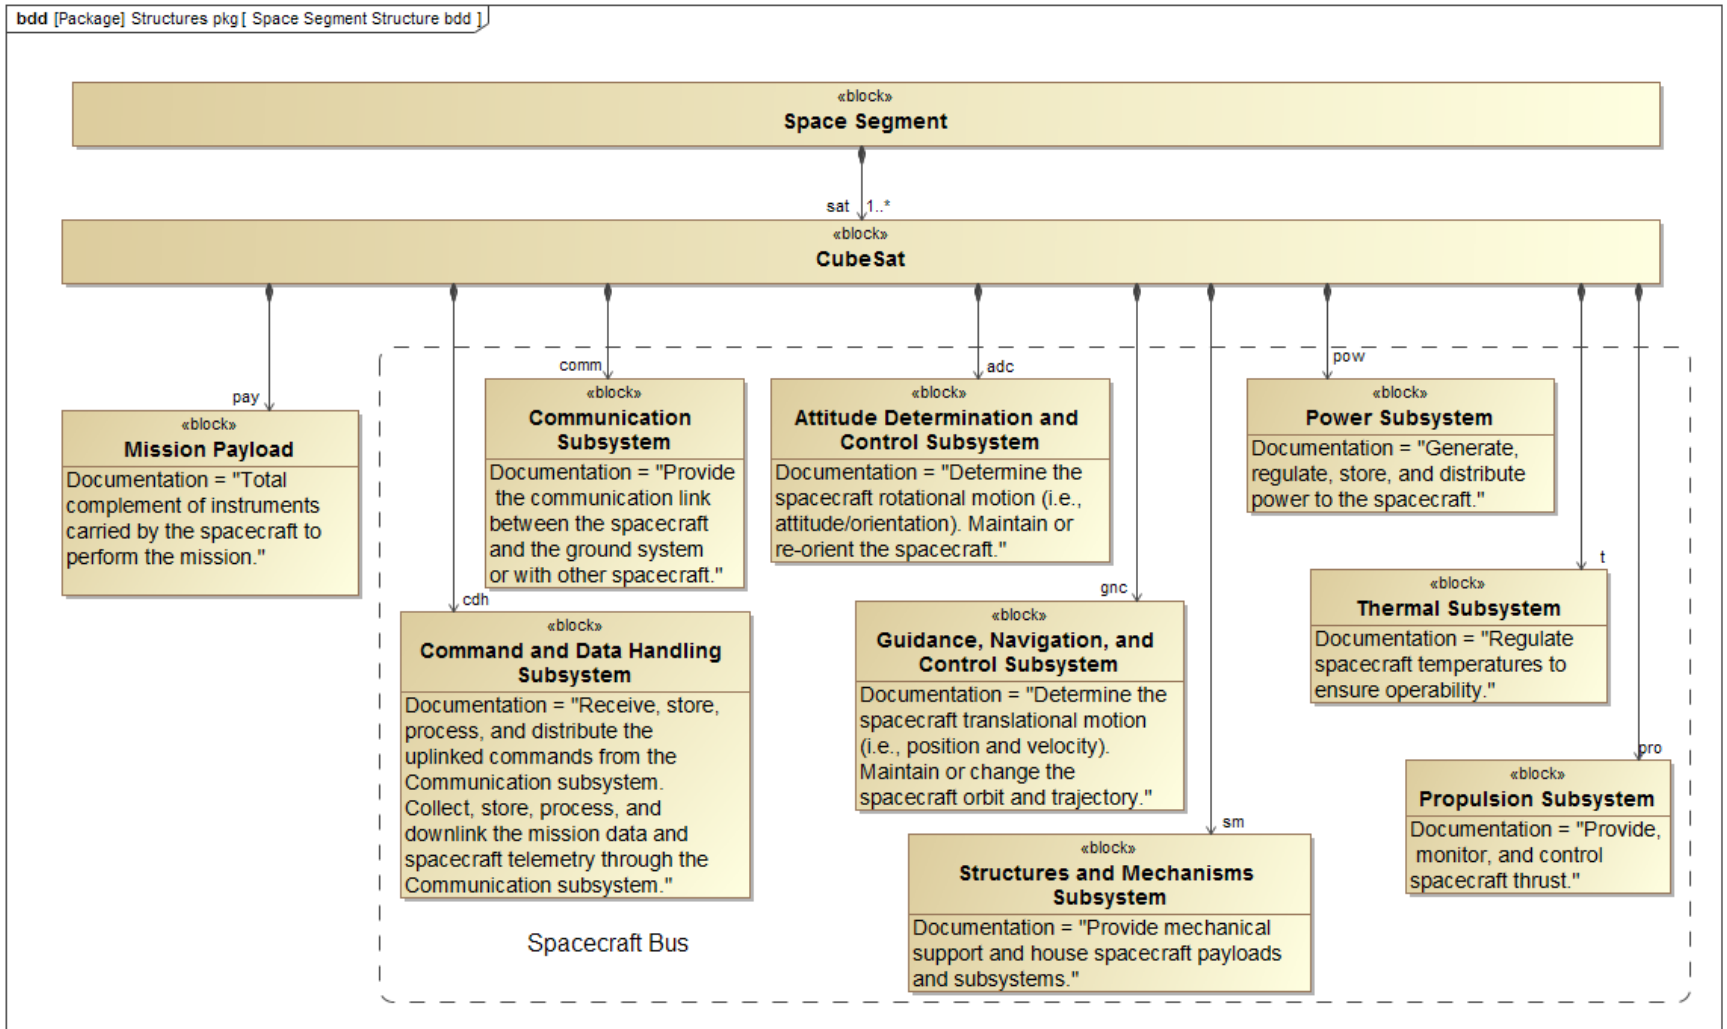 bdd [Package] Structures pkg [ Space Segment Structure bdd ]
«block»
Space Segment
sat 1..*
«block»
CubeSat
pay
«block»
Mission Payload
Documentation = "Total
complement of instruments
carried by the spacecraft to
perform the mission."
comm
«block»
Communication
Subsystem
Documentation = "Provide
the communication link
between the spacecraft
and the ground system
or with other spacecraft."
cdh
«block»
Command and Data Handling
Subsystem
Documentation = "Receive, store,
process, and distribute the
uplinked commands from the
Communication subsystem.
Collect, store, process, and
downlink the mission data and
spacecraft telemetry through the
Communication subsystem."
adc
«block»
Attitude Determination and
Control Subsystem
Documentation = "Determine the
spacecraft rotational motion (i.e.,
attitude/orientation). Maintain or
re-orient the spacecraft."
gnc
«block»
Guidance, Navigation, and
Control Subsystem
Documentation = "Determine the
spacecraft translational motion
(i.e., position and velocity).
Maintain or change the
spacecraft orbit and trajectory."
sm
«block»
Structures and Mechanisms
Subsystem
Documentation = "Provide mechanical
support and house spacecraft payloads
and subsystems."
pow
«block»
Power Subsystem
Documentation = "Generate,
regulate, store, and distribute
power to the spacecraft."
t
«block»
Thermal Subsystem
Documentation = "Regulate
spacecraft temperatures to
ensure operability."
pro
«block»
Propulsion Subsystem
Documentation = "Provide,
monitor, and control
spacecraft thrust."
Spacecraft Bus